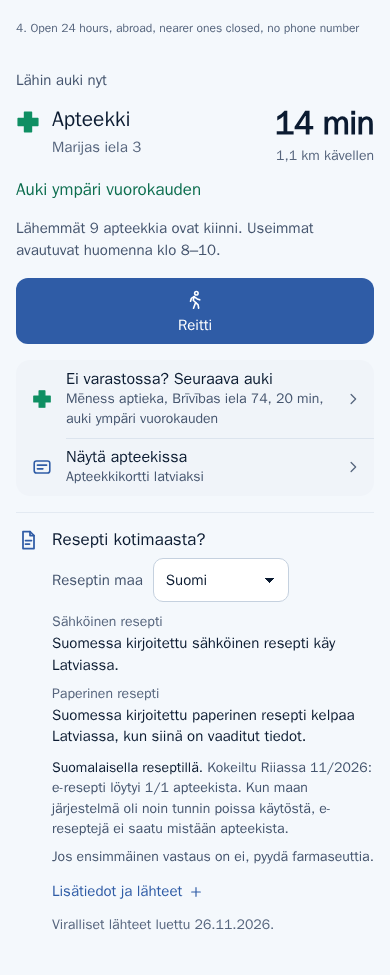 4. Open 24 hours, abroad, nearer ones closed, no phone number
Lähin auki nyt
Apteekki
14 min
Marijas iela 3
1,1 km kävellen
Auki ympäri vuorokauden
Lähemmät 9 apteekkia ovat kiinni. Useimmat
avautuvat huomenna klo 8–10.
Reitti
Ei varastossa? Seuraava auki
Mēness aptieka, Brīvības iela 74, 20 min,
auki ympäri vuorokauden
Näytä apteekissa
Apteekkikortti latviaksi
Resepti kotimaasta?
Reseptin maa
Suomi
Sähköinen resepti
Suomessa kirjoitettu sähköinen resepti käy
Latviassa.
Paperinen resepti
Suomessa kirjoitettu paperinen resepti kelpaa
Latviassa, kun siinä on vaaditut tiedot.
Suomalaisella reseptillä. Kokeiltu Riiassa 11/2026:
e-resepti löytyi 1/1 apteekista. Kun maan
järjestelmä oli noin tunnin poissa käytöstä, e-
reseptejä ei saatu mistään apteekista.
Jos ensimmäinen vastaus on ei, pyydä farmaseuttia.
Lisätiedot ja lähteet +
Viralliset lähteet luettu 26.11.2026.